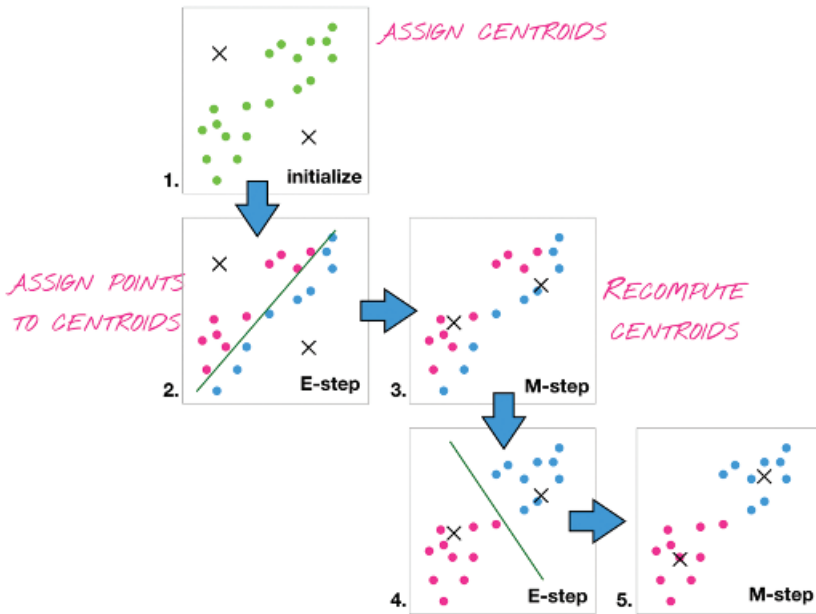 ASSIGN CENTROIDS
1.
initialize
ASSIGN POINTS
TO CENTROIDS
2.
E-step
3.
M-step
RECOMPUTE
CENTROIDS
4.
E-step
5.
M-step